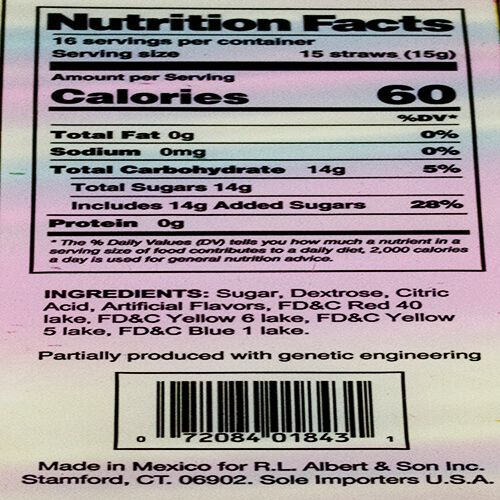 Nutrition Facts
16 servings per container
Serving size 15 straws (15g)
Amount per Serving
Calories 60
%DV*
Total Fat 0g 0%
Sodium 0mg 0%
Total Carbohydrate 14g 5%
Total Sugars 14g
Includes 14g Added Sugars 28%
Protein 0g
* The % Daily Values (DV) tells you how much a nutrient in a
serving size of food contributes to a daily diet, 2,000 calories
a day is used for general nutrition advice.
INGREDIENTS: Sugar, Dextrose, Citric
Acid, Artificial Flavors, FD&C Red 40
lake, FD&C Yellow 6 lake, FD&C Yellow
5 lake, FD&C Blue 1 lake.
Partially produced with genetic engineering
0 72084 01843 1
Made in Mexico for R.L. Albert & Son Inc.
Stamford, CT. 06902. Sole Importers U.S.A.